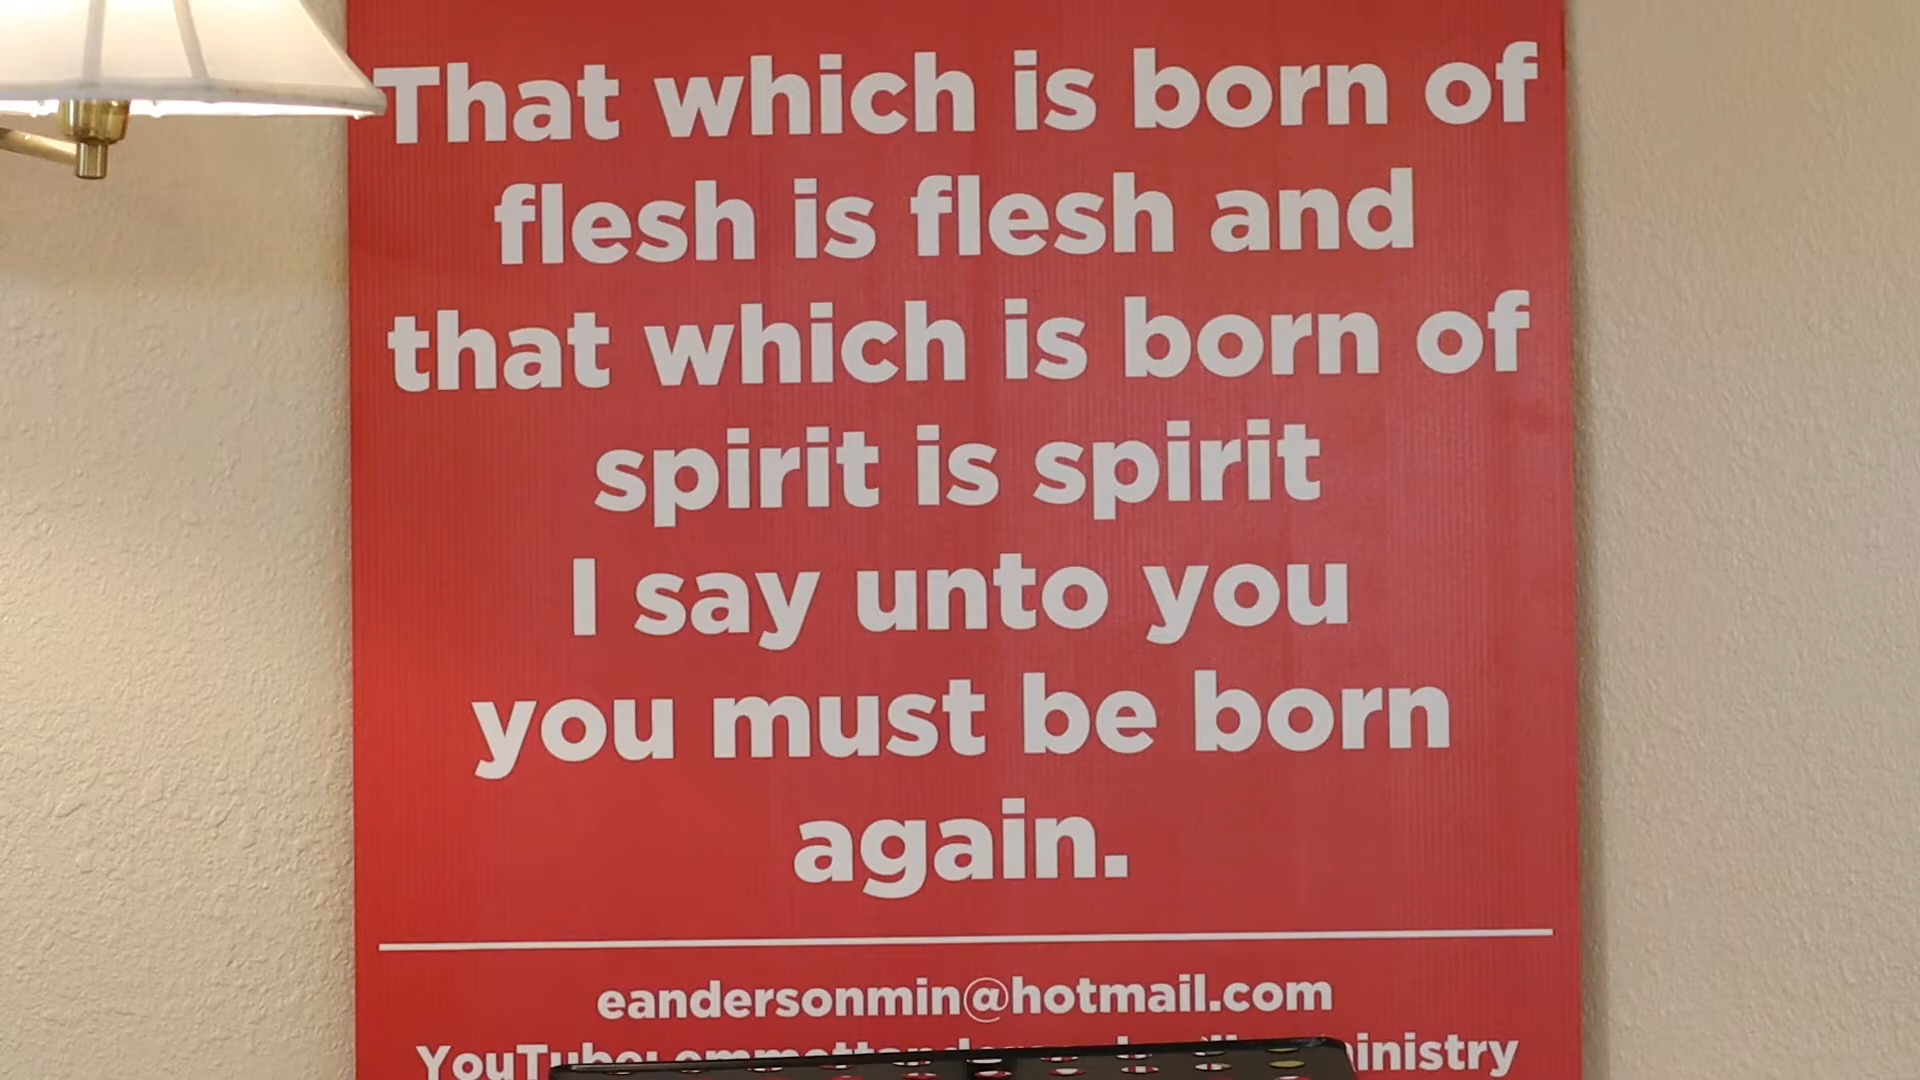 That which is born of
flesh is flesh and
that which is born of
spirit is spirit
I say unto you
you must be born
again.
eandersonmin@hotmail.com
YouTube: